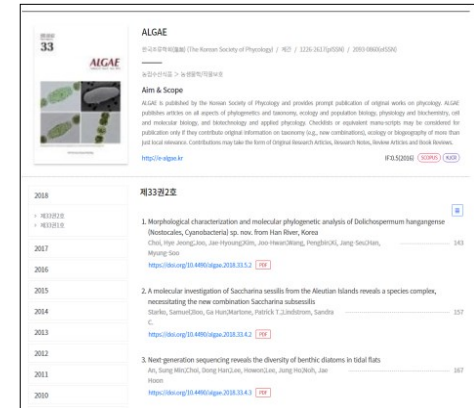 33
ALGAE
ALGAE
한국조류학회(藻類) (The Korean Society of Phycology) / 계간 / 1226-2617(pISSN) / 2093-0860(eISSN)
농업수산식품 >
Aim & Scope
ALGAE is published by the Korean Society of Phycology and provides prompt publication of original works on phycology. ALGAE
publishes articles on all aspects of phylogenetics and taxonomy, ecology and population biology, physiology and biochemistry, cell
and molecular biology, and biotechnology and applied phycology. Checklists or equivalent manu-scripts may be considered for
publication only if they contribute original information on taxonomy (e.g., new combinations), ecology or biogeography of more than
just local relevance. Contributions may take the form of Original Research Articles, Research Notes, Review Articles and Book Reviews.
http://e-algae.kr
IF 0.5(2016) SCOPUS KOR
2018
제33권2호
제33권1호
2017
2016
2015
2014
2013
2012
2011
2010
제33권2호
1. Morphological characterization and molecular phylogenetic analysis of Dolichospermum hangangense
(Nostocales, Cyanobacteria) sp. nov. from Han River, Korea
Choi, Hye Jeong;Joo, Jae-Hyoung;Kim, Joo-Hwan;Wang, Pengbin;Ki, Jang-Seu;Han,
Myung-Soo
143
https://doi.org/10.4490/algae.2018.33.5.2 PDF
2. A molecular investigation of Saccharina sessilis from the Aleutian Islands reveals a species complex,
necessitating the new combination Saccharina subsessilis
Starko, Samuel;Boo, Ga Hun;Martone, Patrick T.;Lindstrom, Sandra
C.
157
https://doi.org/10.4490/algae.2018.33.4.2 PDF
3. Next-generation sequencing reveals the diversity of benthic diatoms in tidal flats
An, Sung Min;Choi, Dong Han;Lee, Howon;Lee, Jung Ho;Noh, Jae
Hoon
167
https://doi.org/10.4490/algae.2018.33.4.3 PDF